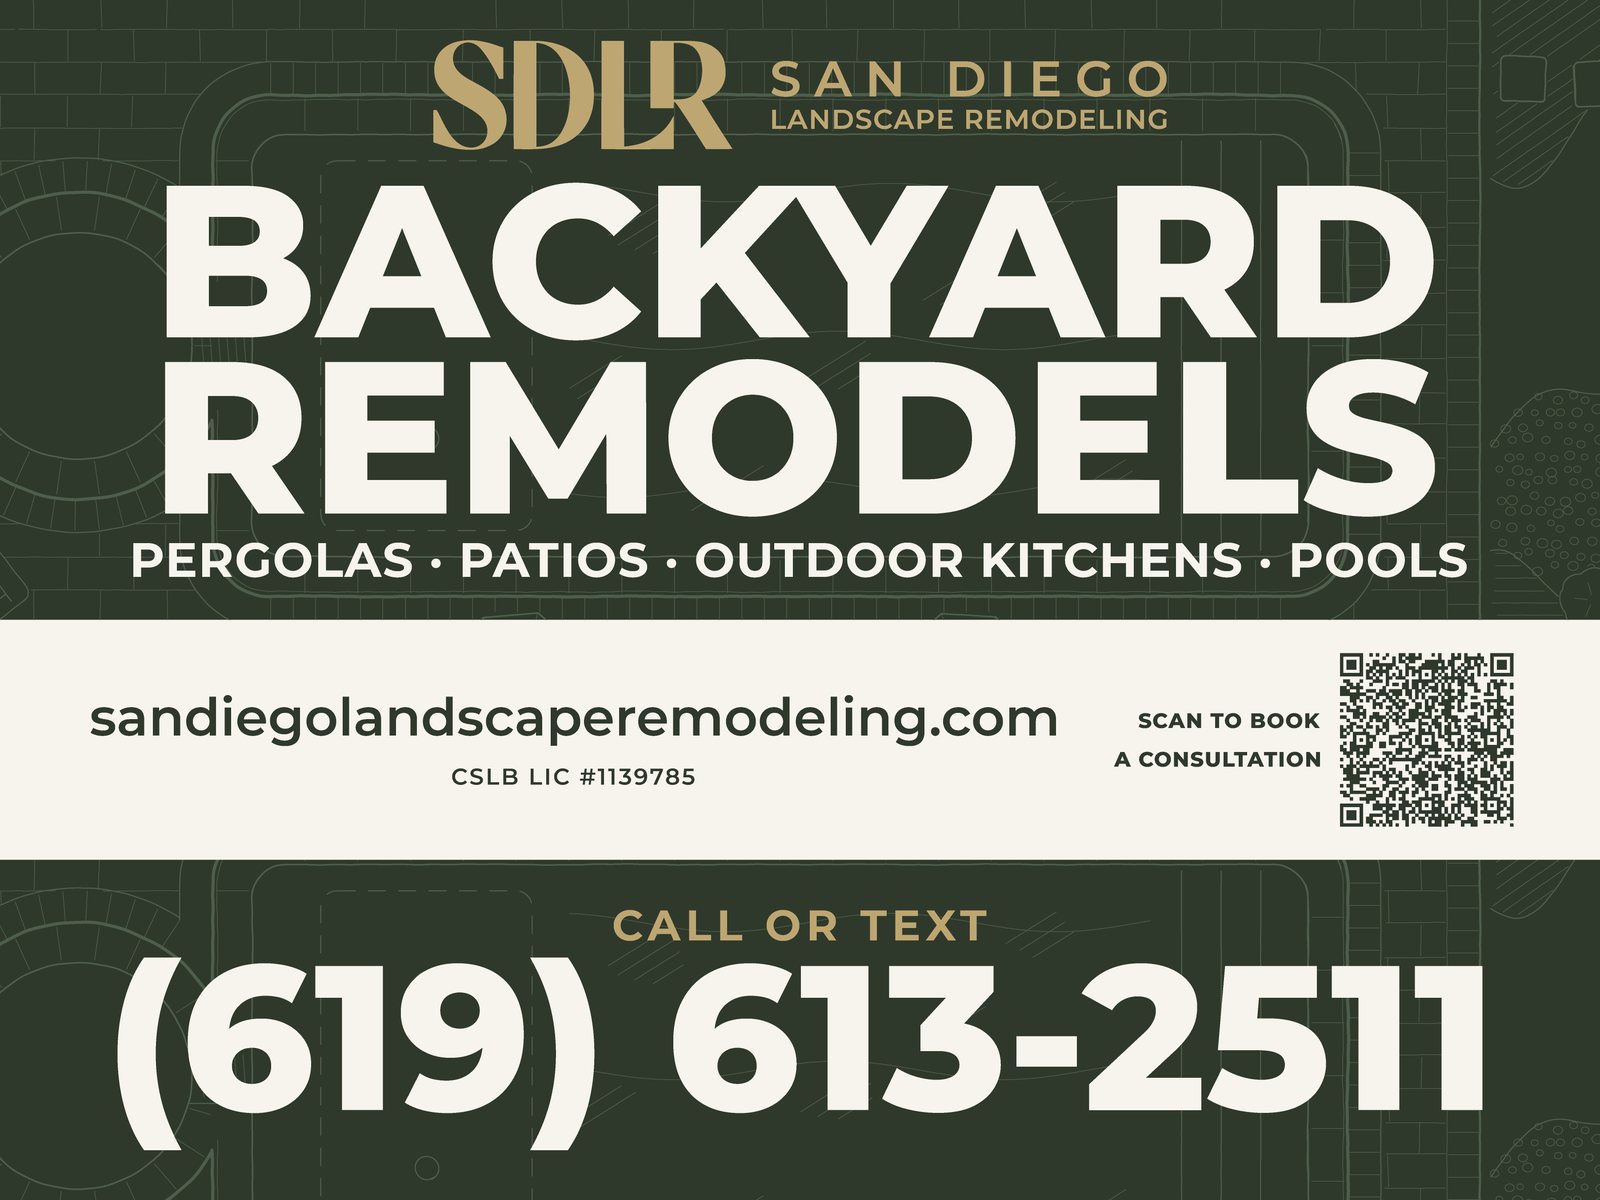 SDLR SAN DIEGO
LANDSCAPE REMODELING
BACKYARD
REMODELS
PERGOLAS · PATIOS · OUTDOOR KITCHENS · POOLS
sandiegolandscaperemodeling.com
CSLB LIC #1139785
SCAN TO BOOK
A CONSULTATION
CALL OR TEXT
(619) 613-2511